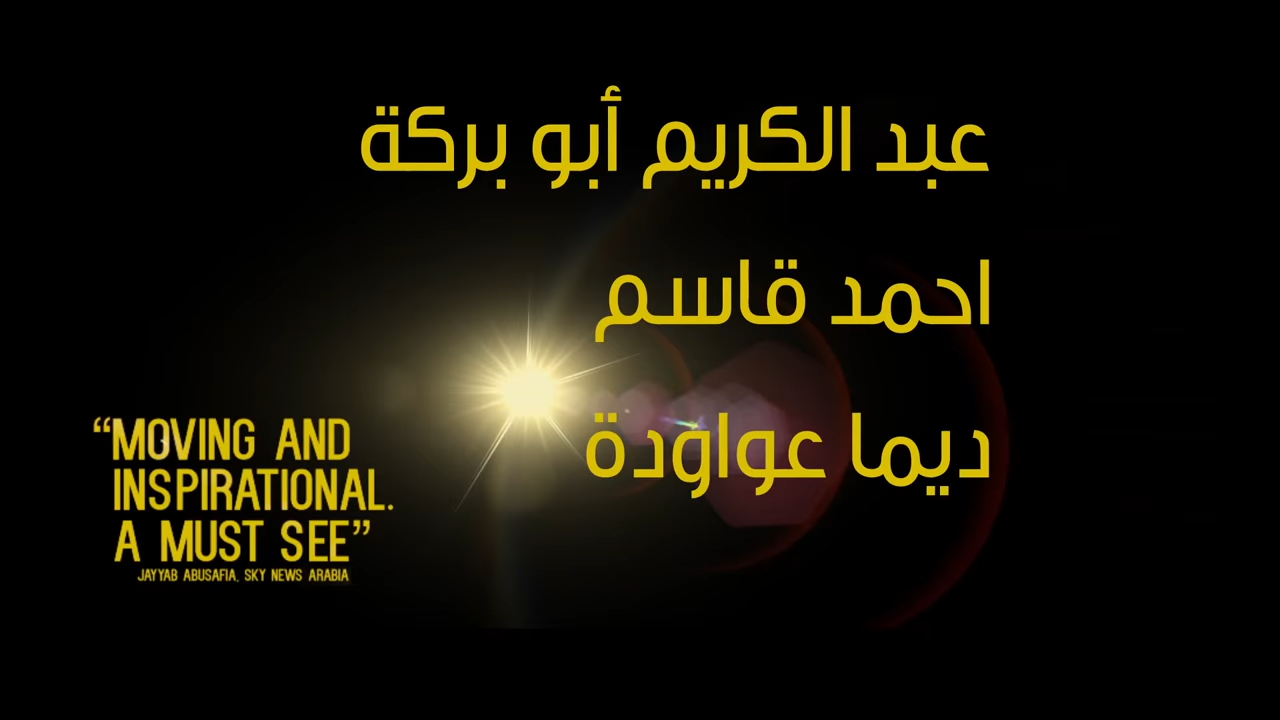 عبد الكريم أبو بركة
احمد قاسم
ديما عواودة
“MOVING AND
INSPIRATIONAL.
A MUST SEE”
JAYYAB ABUSAFIA, SKY NEWS ARABIA